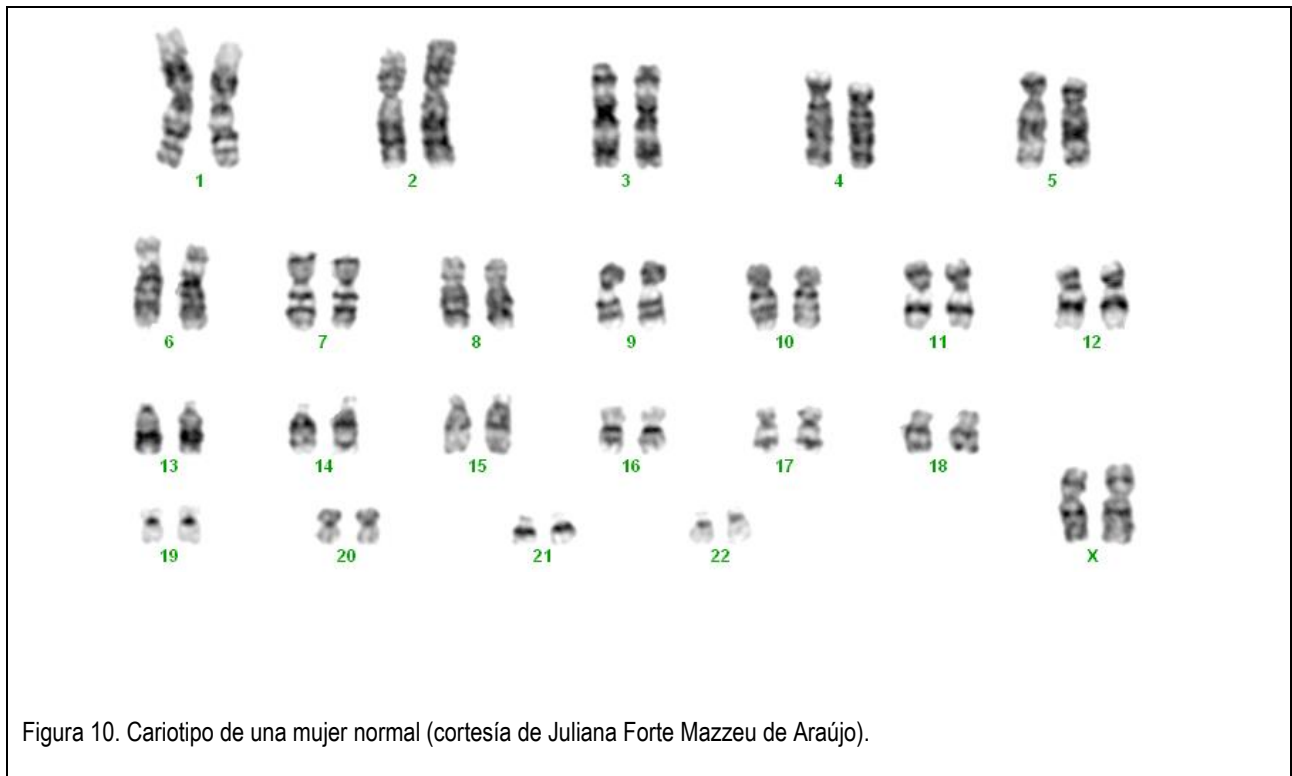 1 2 3 4 5
6 7 8 9 10 11 12
13 14 15 16 17 18
19 20 21 22 X
Figura 10. Cariotipo de una mujer normal (cortesía de Juliana Forte Mazzeu de Araújo).